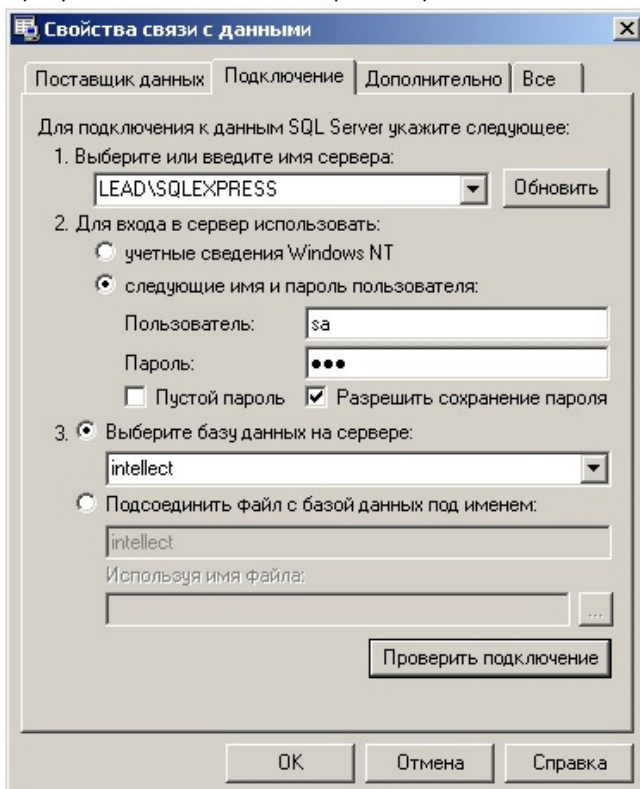 Свойства связи с данными
Поставщик данных Подключение Дополнительно Все
Для подключения к данным SQL Server укажите следующее:
1. Выберите или введите имя сервера:
LEAD\SQLEXPRESS Обновить
2. Для входа в сервер использовать:
учетные сведения Windows NT
следующие имя и пароль пользователя:
Пользователь: sa
Пароль: •••
Пустой пароль Разрешить сохранение пароля
3. Выберите базу данных на сервере:
intellect
Подсоединить файл с базой данных под именем:
intellect
Используя имя файла:
...
Проверить подключение
OK Отмена Справка